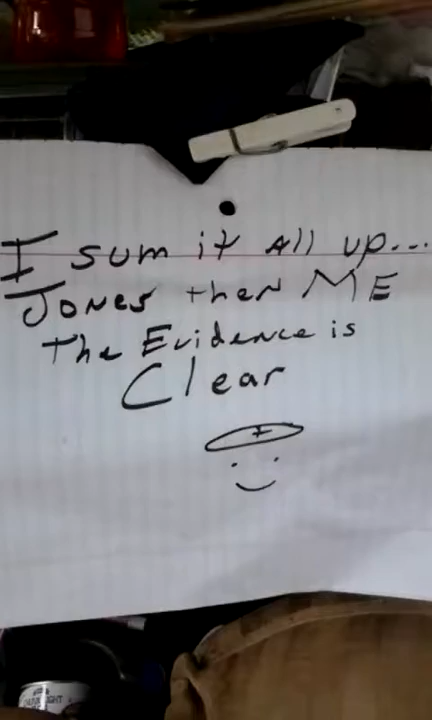 I sum it All up...
JONES then ME
the Evidence is
Clear